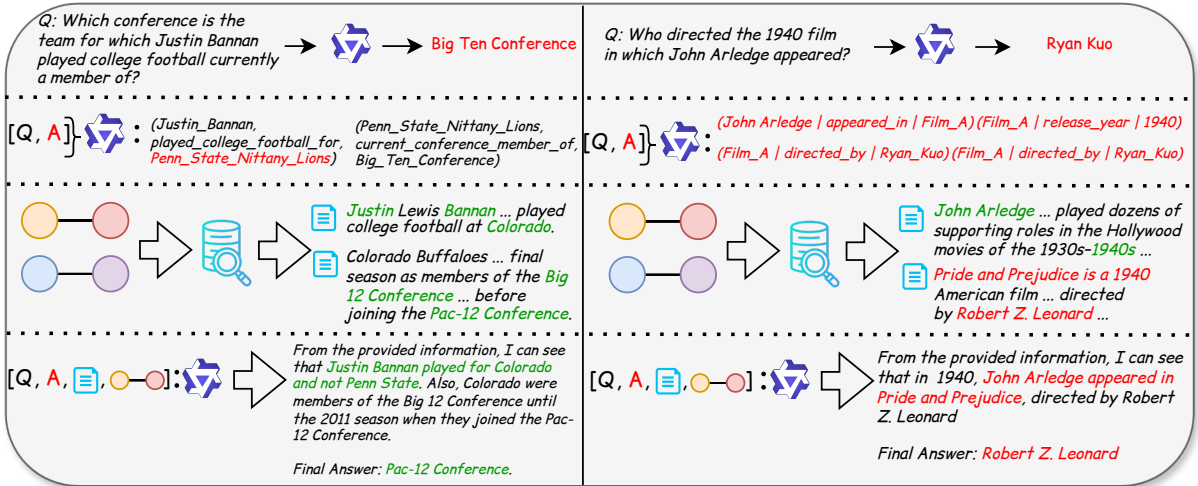 Q: Which conference is the
team for which Justin Bannan
played college football currently
a member of?
Big Ten Conference
[Q, A]
:
(Justin_Bannan,
played_college_football_for,
Penn_State_Nittany_Lions)
(Penn_State_Nittany_Lions,
current_conference_member_of,
Big_Ten_Conference)
Justin Lewis Bannan ... played
college football at Colorado.
Colorado Buffaloes ... final
season as members of the Big
12 Conference ... before
joining the Pac-12 Conference.
[Q, A, , ]:
From the provided information, I can see
that Justin Bannan played for Colorado
and not Penn State. Also, Colorado were
members of the Big 12 Conference until
the 2011 season when they joined the Pac-
12 Conference.
Final Answer: Pac-12 Conference.
Q: Who directed the 1940 film
in which John Arledge appeared?
Ryan Kuo
[Q, A]
:
(John Arledge | appeared_in | Film_A) (Film_A | release_year | 1940)
(Film_A | directed_by | Ryan_Kuo) (Film_A | directed_by | Ryan_Kuo)
John Arledge ... played dozens of
supporting roles in the Hollywood
movies of the 1930s-1940s ...
Pride and Prejudice is a 1940
American film ... directed
by Robert Z. Leonard ...
[Q, A, , ]:
From the provided information, I can see
that in 1940, John Arledge appeared in
Pride and Prejudice, directed by Robert
Z. Leonard
Final Answer: Robert Z. Leonard